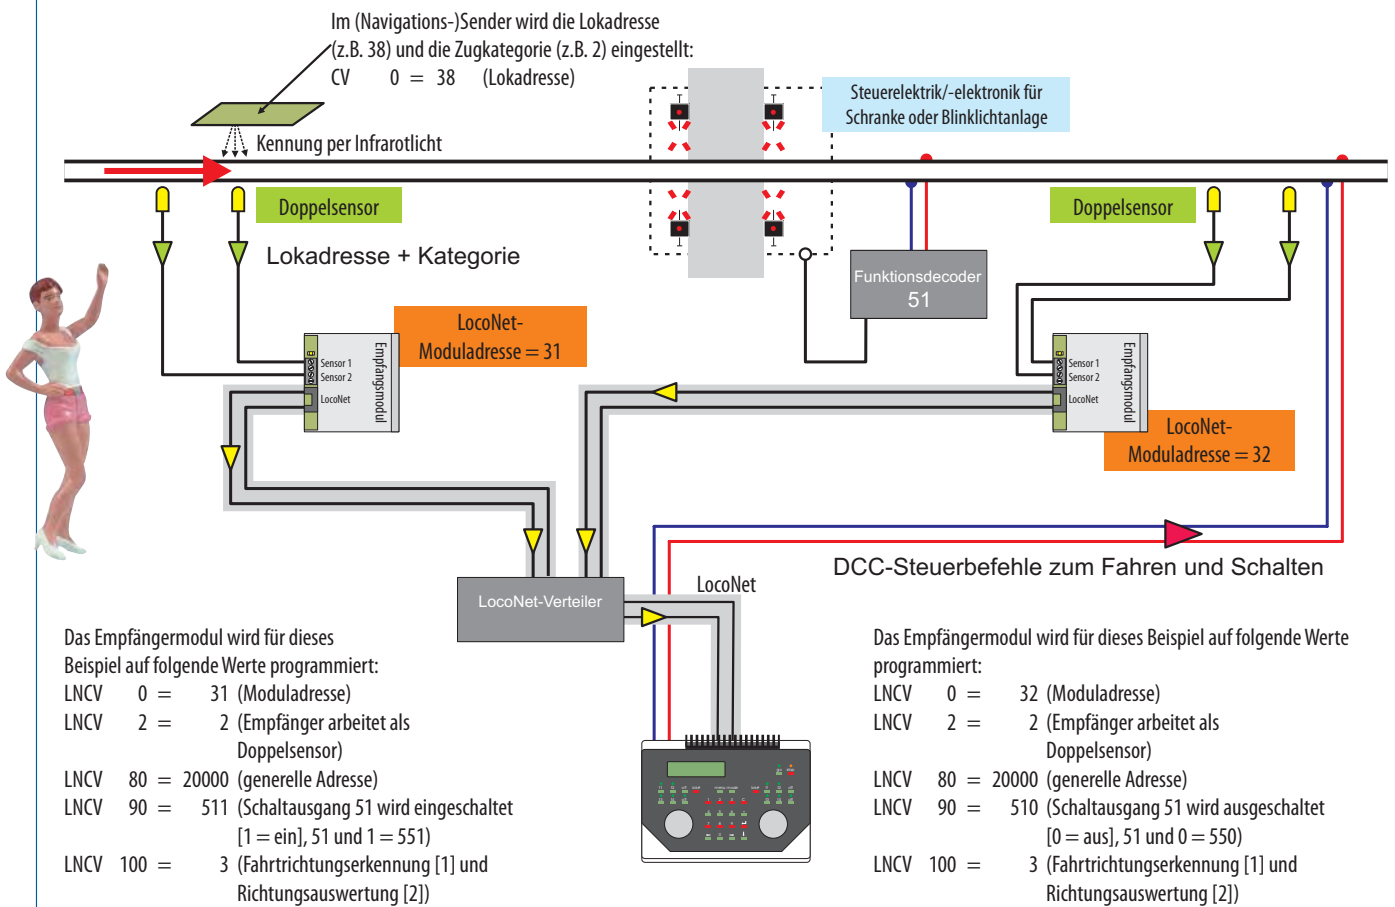 Im (Navigations-)Sender wird die Lokadresse
(z.B. 38) und die Zugkategorie (z.B. 2) eingestellt:
CV 0 = 38 (Lokadresse)
Steuerelektrik/-elektronik für
Schranke oder Blinklichtanlage
Kennung per Infrarotlicht
Doppelsensor
Doppelsensor
Lokadresse + Kategorie
Funktionsdecoder
51
LocoNet-
Moduladresse = 31
Sensor 1
Sensor 2
LocoNet
Empfangsmodul
Sensor 1
Sensor 2
LocoNet
Empfangsmodul
LocoNet-
Moduladresse = 32
DCC-Steuerbefehle zum Fahren und Schalten
LocoNet
LocoNet-Verteiler
Das Empfängermodul wird für dieses
Beispiel auf folgende Werte programmiert:
LNCV 0 = 31 (Moduladresse)
LNCV 2 = 2 (Empfänger arbeitet als
Doppelsensor)
LNCV 80 = 20000 (generelle Adresse)
LNCV 90 = 511 (Schaltausgang 51 wird eingeschaltet
[1 = ein], 51 und 1 = 551)
LNCV 100 = 3 (Fahrtrichtungserkennung [1] und
Richtungsauswertung [2])
Das Empfängermodul wird für dieses Beispiel auf folgende Werte
programmiert:
LNCV 0 = 32 (Moduladresse)
LNCV 2 = 2 (Empfänger arbeitet als
Doppelsensor)
LNCV 80 = 20000 (generelle Adresse)
LNCV 90 = 510 (Schaltausgang 51 wird ausgeschaltet
[0 = aus], 51 und 0 = 550)
LNCV 100 = 3 (Fahrtrichtungserkennung [1] und
Richtungsauswertung [2])